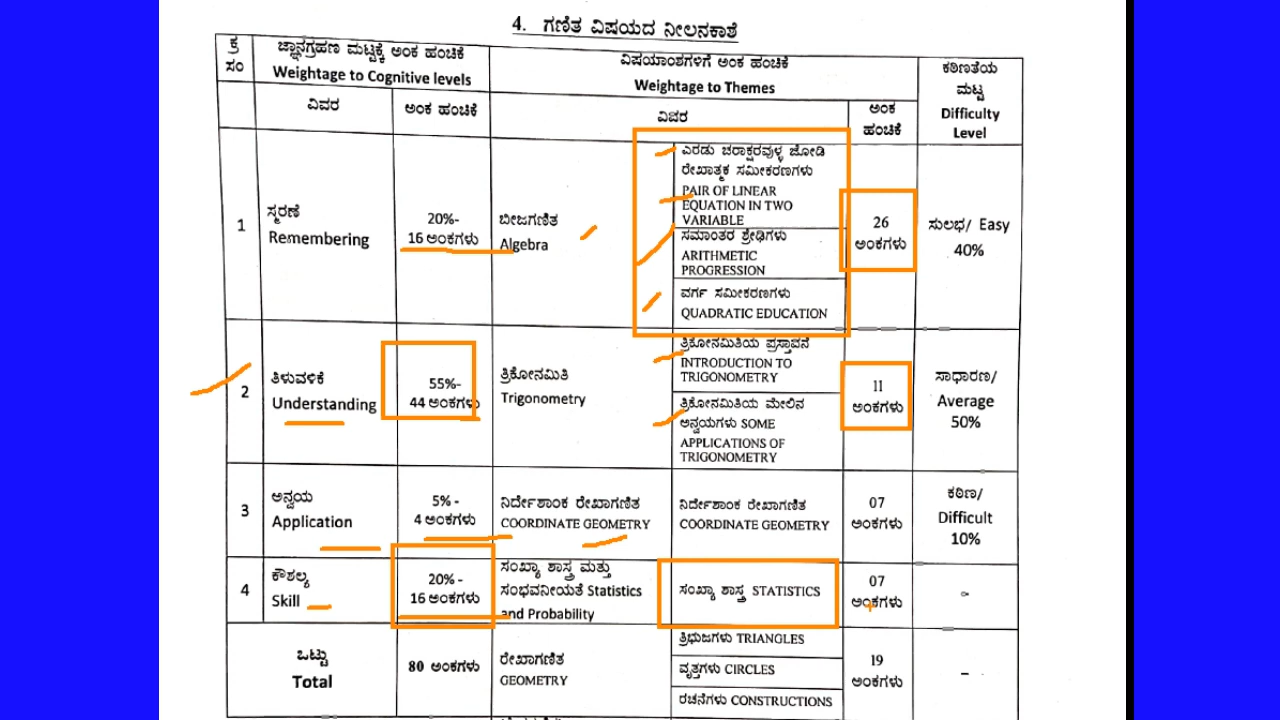 4. ಗಣಿತ ವಿಷಯದ ನೀಲನಕಾಶೆ
ಕ್ರ
ಸಂ
ಜ್ಞಾನಗ್ರಹಣ ಮಟ್ಟಕ್ಕೆ ಅಂಕ ಹಂಚಿಕೆ
Weightage to Cognitive levels
ವಿಷಯಾಂಶಗಳಿಗೆ ಅಂಕ ಹಂಚಿಕೆ
Weightage to Themes
ಕಠಿಣತೆಯ
ಮಟ್ಟ
Difficulty
Level
ವಿವರ
ಅಂಕ ಹಂಚಿಕೆ
ವಿವರ
ಅಂಕ
ಹಂಚಿಕೆ
1
ಸ್ಮರಣೆ
Remembering
20%-
16 ಅಂಕಗಳು
ಬೀಜಗಣಿತ
Algebra
ಎರಡು ಚರಾಕ್ಷರವುಳ್ಳ ಜೋಡಿ
ರೇಖಾತ್ಮಕ ಸಮೀಕರಣಗಳು
PAIR OF LINEAR
EQUATION IN TWO
VARIABLE
ಸಮಾಂತರ ಶ್ರೇಢಿಗಳು
ARITHMETIC
PROGRESSION
ವರ್ಗ ಸಮೀಕರಣಗಳು
QUADRATIC EDUCATION
26
ಅಂಕಗಳು
ಸುಲಭ/ Easy
40%
2
ತಿಳುವಳಿಕೆ
Understanding
55%-
44 ಅಂಕಗಳು
ತ್ರಿಕೋನಮಿತಿ
Trigonometry
ತ್ರಿಕೋನಮಿತಿಯ ಪ್ರಸ್ತಾವನೆ
INTRODUCTION TO
TRIGONOMETRY
ತ್ರಿಕೋನಮಿತಿಯ ಮೇಲಿನ
ಅನ್ವಯಗಳು SOME
APPLICATIONS OF
TRIGONOMETRY
11
ಅಂಕಗಳು
ಸಾಧಾರಣ/
Average
50%
3
ಅನ್ವಯ
Application
5% -
4 ಅಂಕಗಳು
ನಿರ್ದೇಶಾಂಕ ರೇಖಾಗಣಿತ
COORDINATE GEOMETRY
ನಿರ್ದೇಶಾಂಕ ರೇಖಾಗಣಿತ
COORDINATE GEOMETRY
07
ಅಂಕಗಳು
ಕಠಿಣ/
Difficult
10%
4
ಕೌಶಲ್ಯ
Skill
20% -
16 ಅಂಕಗಳು
ಸಂಖ್ಯಾ ಶಾಸ್ತ್ರ ಮತ್ತು
ಸಂಭವನೀಯತೆ Statistics
and Probability
ಸಂಖ್ಯಾ ಶಾಸ್ತ್ರ STATISTICS
07
ಅಂಕಗಳು
-
ಒಟ್ಟು
Total
80 ಅಂಕಗಳು
ರೇಖಾಗಣಿತ
GEOMETRY
ತ್ರಿಭುಜಗಳು TRIANGLES
ವೃತ್ತಗಳು CIRCLES
ರಚನೆಗಳು CONSTRUCTIONS
19
ಅಂಕಗಳು
-